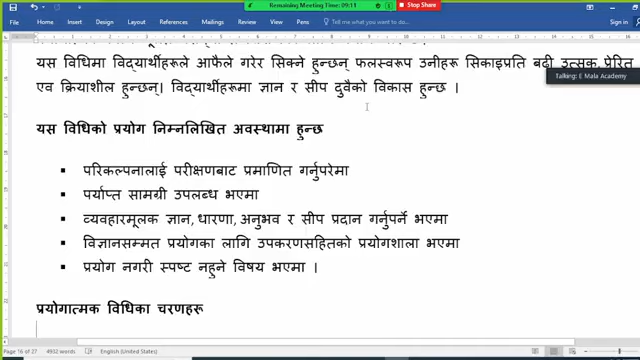 Remaining Meeting Time: 09:11
Stop Share
File Home Insert Design Layout References Mailings Review View Add-ins Tell me what you want to do
यस विधिमा विद्यार्थीहरूले आफैले गरेर सिक्ने हुन्छन् फलस्वरूप उनीहरू सिकाइप्रति बढी उत्सुक, प्रेरित
Talking: E Mala Academy
एव क्रियाशील हुन्छन्। विद्यार्थीहरूमा ज्ञान र सीप दुवैको विकास हुन्छ ।
यस विधिको प्रयोग निम्नलिखित अवस्थामा हुन्छ
▪ परिकल्पनालाई परीक्षणबाट प्रमाणित गर्नुपरेमा
▪ पर्याप्त सामग्री उपलब्ध भएमा
▪ व्यवहारमूलक ज्ञान, धारणा, अनुभव र सीप प्रदान गर्नुपर्ने भएमा
▪ विज्ञानसम्मत प्रयोगका लागि उपकरणसहितको प्रयोगशाला भएमा
▪ प्रयोग नगरी स्पष्ट नहुने विषय भएमा ।
प्रयोगात्मक विधिका चरणहरू
Page 16 of 27 4932 words English (United States)